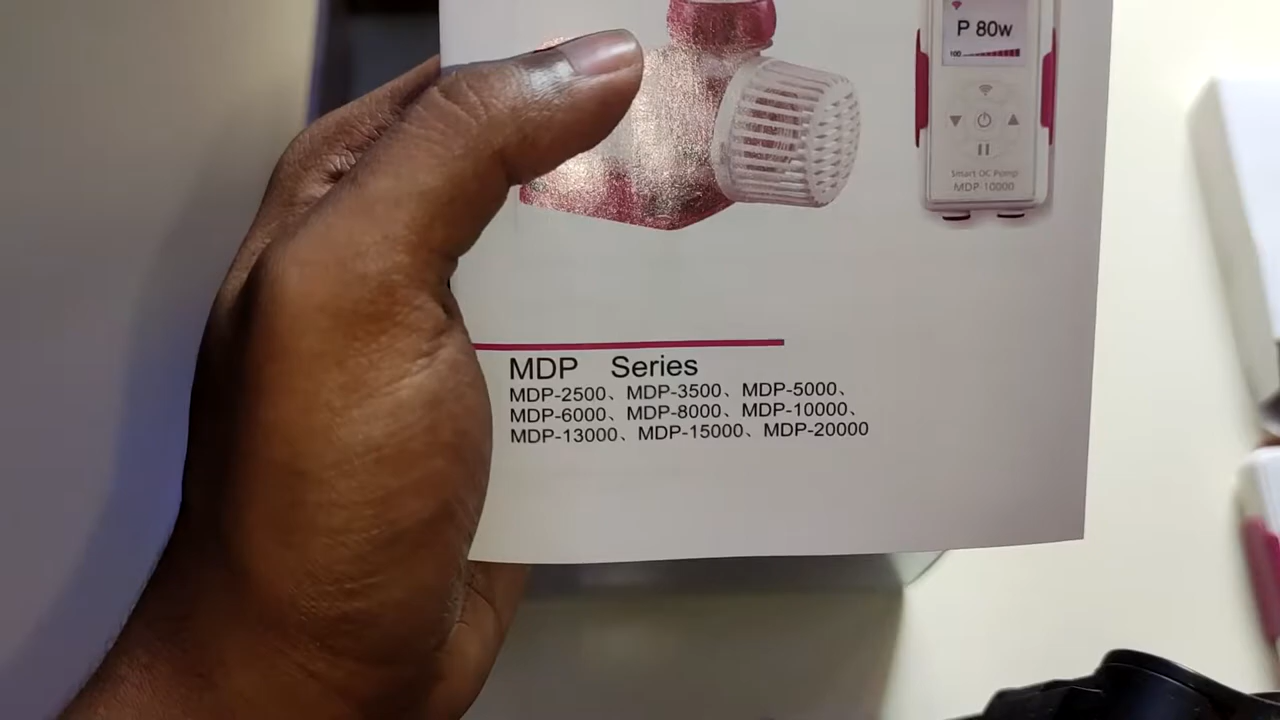 P 80w
100
Smart DC Pump
MDP-10000
MDP Series
MDP-2500、MDP-3500、MDP-5000、
MDP-6000、MDP-8000、MDP-10000、
MDP-13000、MDP-15000、MDP-20000